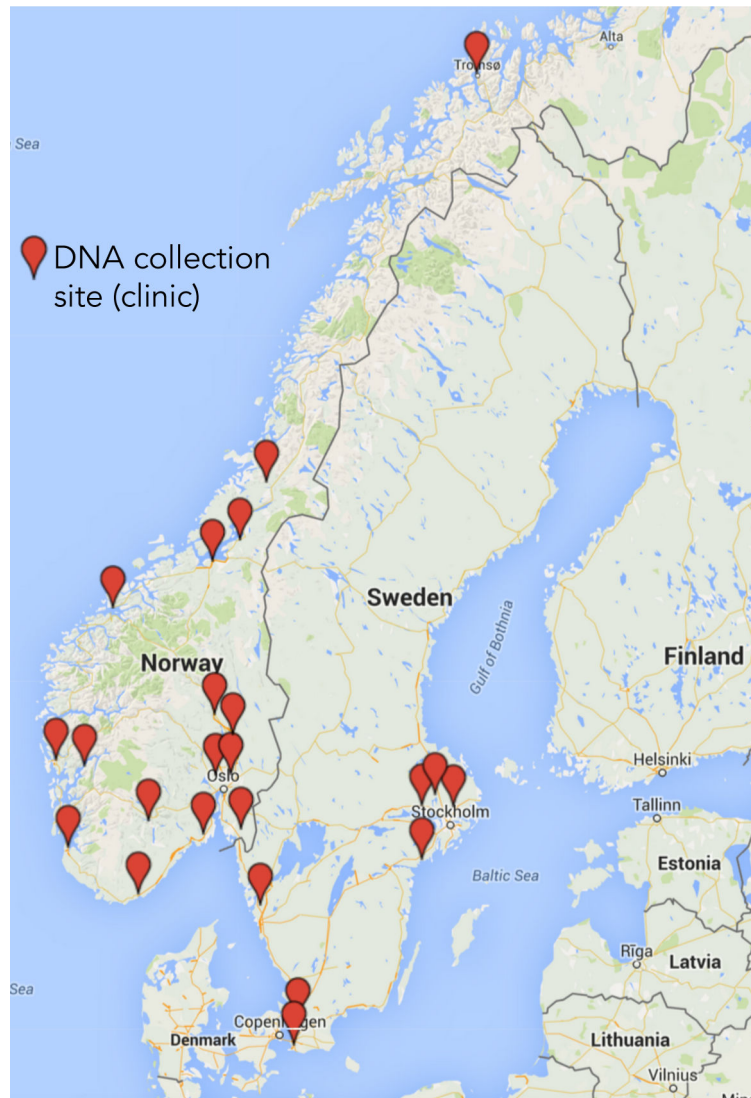 Alta
Tromsø
Sea
DNA collection
site (clinic)
Sweden
Gulf of Bothnia
Norway
Finland
Helsinki
Oslo
Stockholm
Tallinn
Estonia
Baltic Sea
Rīga
Latvia
Sea
Copenhagen
Denmark
Lithuania
Vilnius